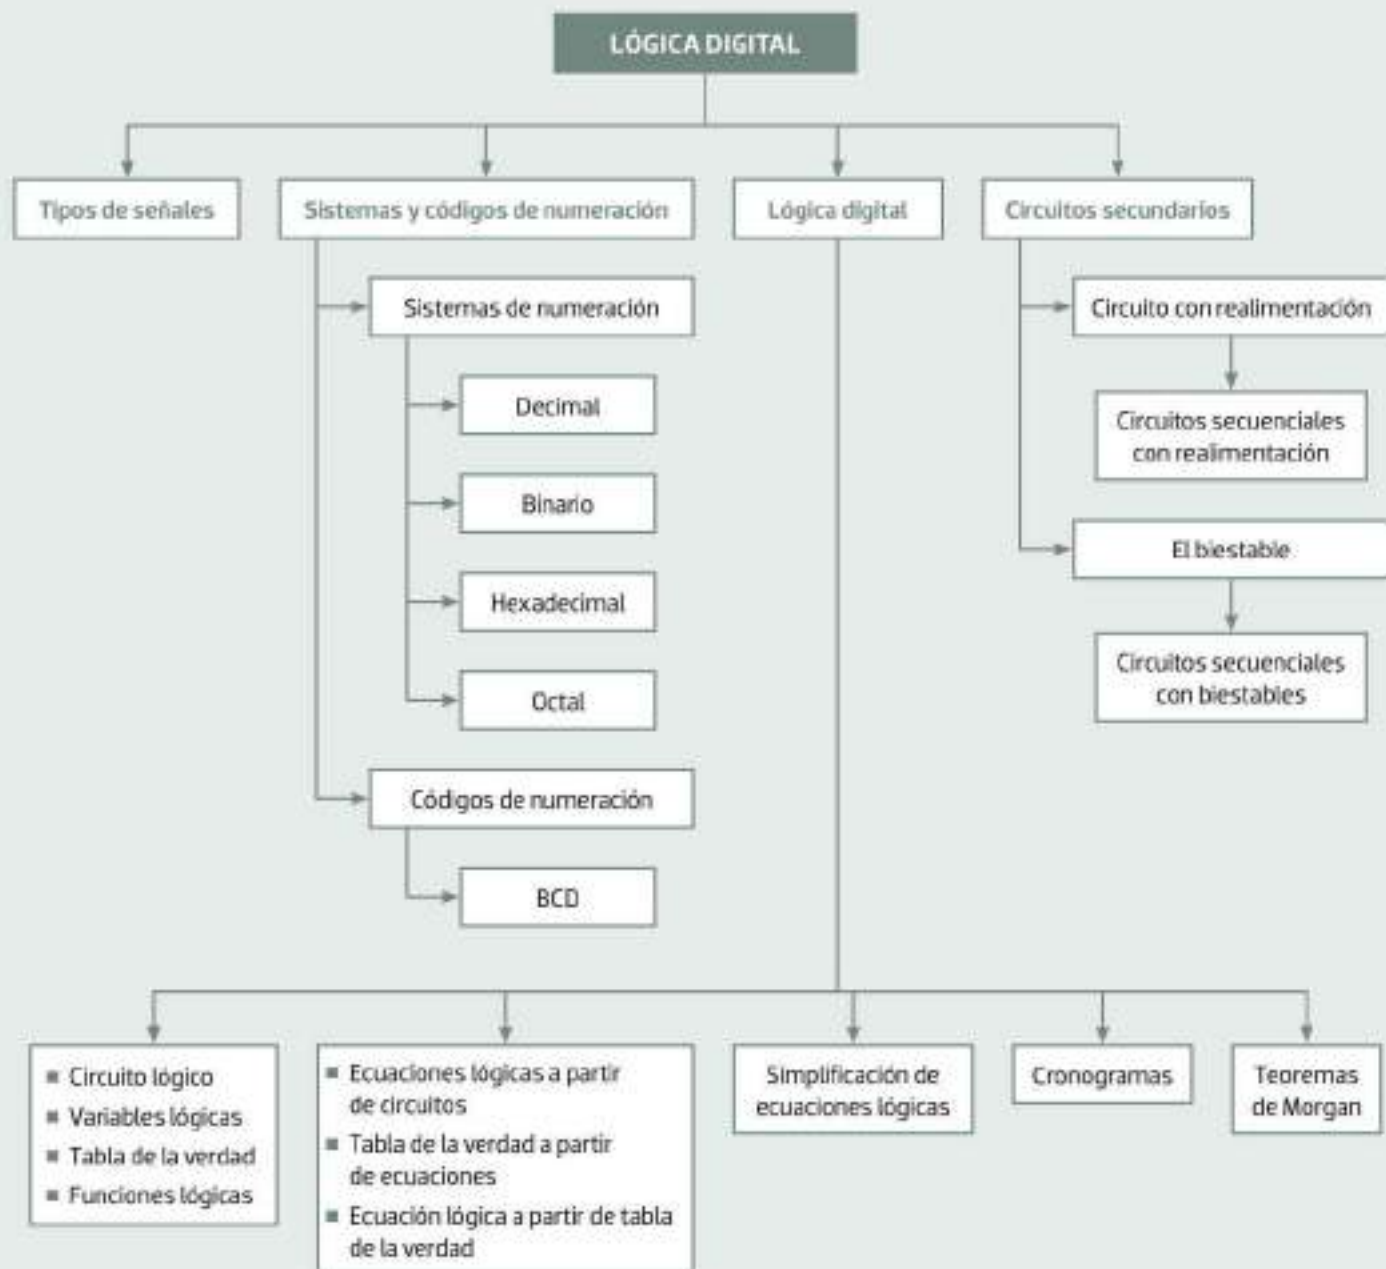 LÓGICA DIGITAL
Tipos de señales
Sistemas y códigos de numeración
Lógica digital
Circuitos secundarios
Sistemas de numeración
Decimal
Binario
Hexadecimal
Octal
Códigos de numeración
BCD
Circuito con realimentación
Circuitos secuenciales
con realimentación
El biestable
Circuitos secuenciales
con biestables
Circuito lógico
Variables lógicas
Tabla de la verdad
Funciones lógicas
Ecuaciones lógicas a partir
de circuitos
Tabla de la verdad a partir
de ecuaciones
Ecuación lógica a partir de tabla
de la verdad
Simplificación de
ecuaciones lógicas
Cronogramas
Teoremas
de Morgan